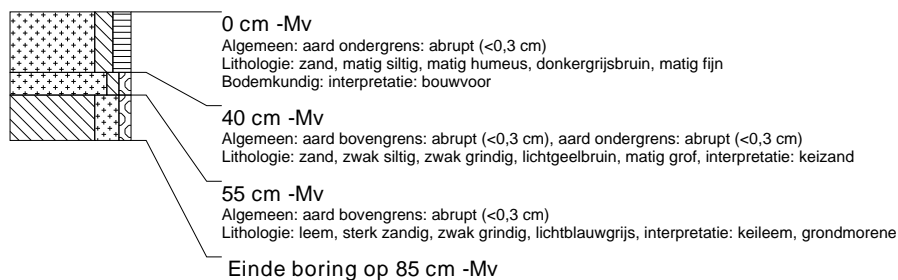 0 cm -Mv
Algemeen: aard ondergrens: abrupt (<0,3 cm)
Lithologie: zand, matig siltig, matig humeus, donkergrijsbruin, matig fijn
Bodemkundig: interpretatie: bouwvoor
40 cm -Mv
Algemeen: aard bovengrens: abrupt (<0,3 cm), aard ondergrens: abrupt (<0,3 cm)
Lithologie: zand, zwak siltig, zwak grindig, lichtgeelbruin, matig grof, interpretatie: keizand
55 cm -Mv
Algemeen: aard bovengrens: abrupt (<0,3 cm)
Lithologie: leem, sterk zandig, zwak grindig, lichtblauwgrijs, interpretatie: keileem, grondmorene
Einde boring op 85 cm -Mv